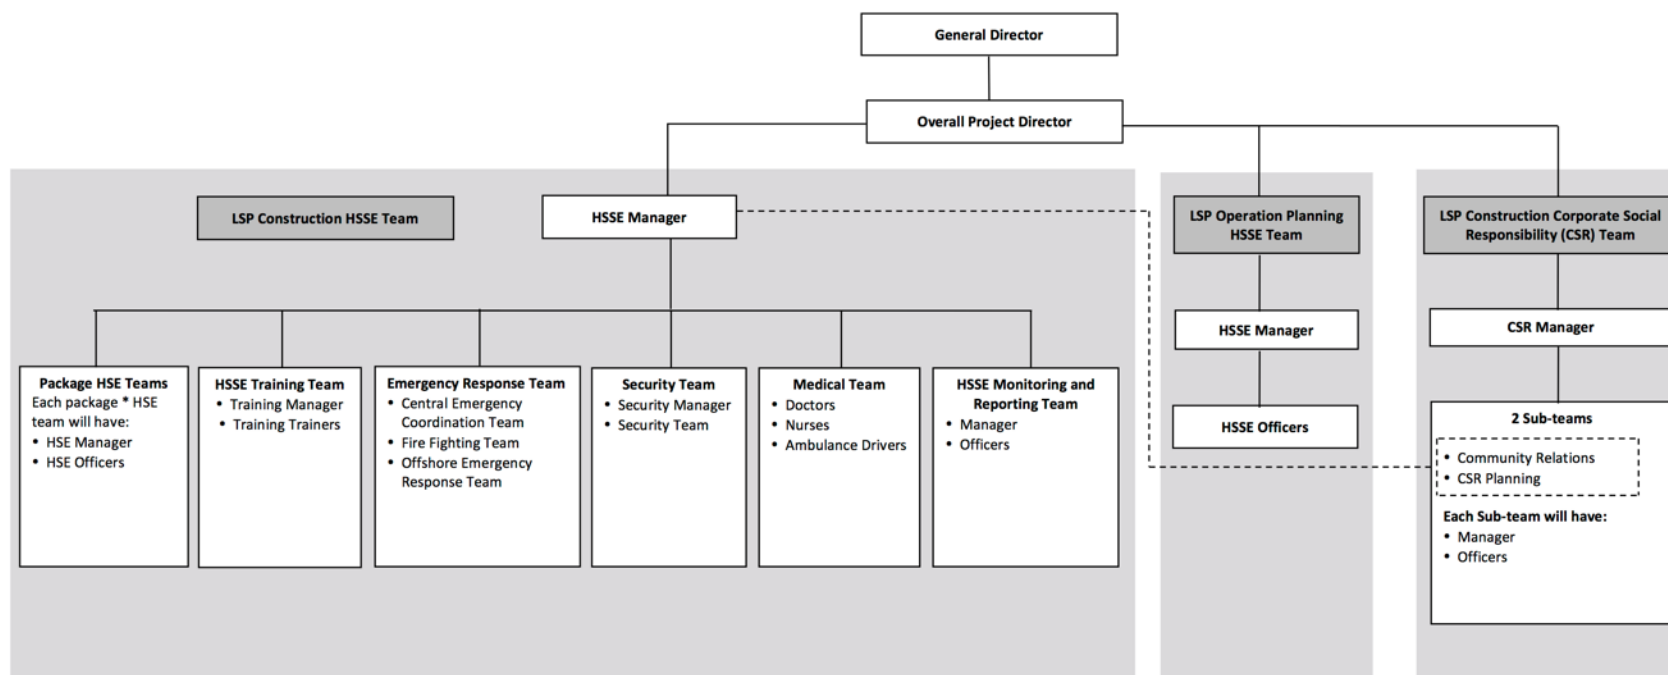 General Director
Overall Project Director
LSP Construction HSSE Team
HSSE Manager
LSP Operation Planning
HSSE Team
LSP Construction Corporate Social
Responsibility (CSR) Team
HSSE Manager
CSR Manager
Package HSE Teams
Each package * HSE
team will have:
• HSE Manager
• HSE Officers
HSSE Training Team
• Training Manager
• Training Trainers
Emergency Response Team
• Central Emergency
Coordination Team
• Fire Fighting Team
• Offshore Emergency
Response Team
Security Team
• Security Manager
• Security Team
Medical Team
• Doctors
• Nurses
• Ambulance Drivers
HSSE Monitoring and
Reporting Team
• Manager
• Officers
HSSE Officers
2 Sub-teams
• Community Relations
• CSR Planning
Each Sub-team will have:
• Manager
• Officers